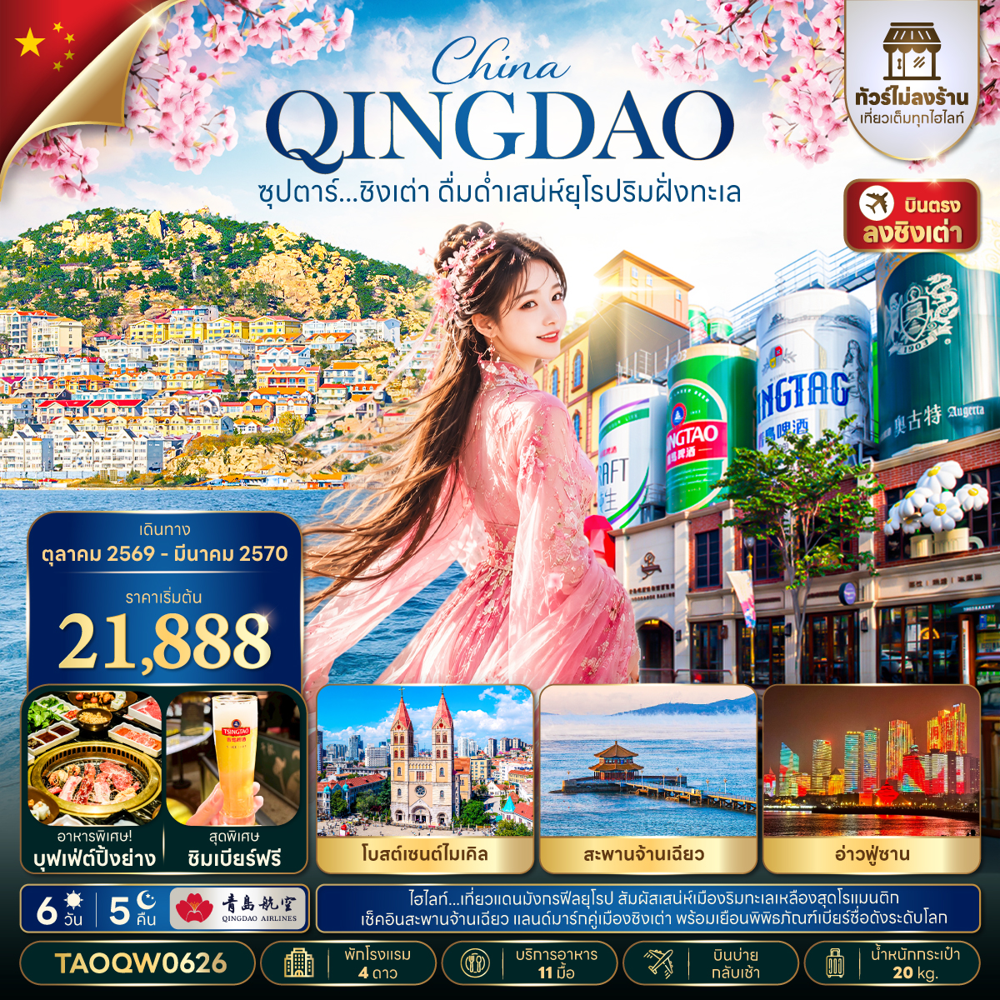 China
QINGDAO
ซุปตาร์...ชิงเต่า ดื่มด่ำเสน่ห์ยุโรปริมฝั่งทะเล
ทัวร์ไม่ลงร้าน
เที่ยวเต็มทุกไฮไลท์
บินตรง
ลงชิงเต่า
1903
NGTAO
NGTAO
啤酒
奥古特 Augerta
RAFT
生
เดินทาง
ตุลาคม 2569 - มีนาคม 2570
ราคาเริ่มต้น
21,888
TSINGTAO
อาหารพิเศษ!
บุฟเฟ่ต์ปิ้งย่าง
สุดพิเศษ
ชิมเบียร์ฟรี
โบสถ์เซนต์ไมเคิล
สะพานจ้านเฉียว
อ่าวฟู่ซาน
6 วัน
5 คืน
青島航空
QINGDAO AIRLINES
ไฮไลท์...เที่ยวแดนมังกรฟีลยุโรป สัมผัสเสน่ห์เมืองริมทะเลเหลืองสุดโรแมนติก
เช็คอินสะพานจ้านเฉียว แลนด์มาร์กคู่เมืองชิงเต่า พร้อมเยือนพิพิธภัณฑ์เบียร์ชื่อดังระดับโลก
TAOQW0626
พักโรงแรม
4 ดาว
บริการอาหาร
11 มื้อ
บินบ่าย
กลับเช้า
น้ำหนักกระเป๋า
20 kg.